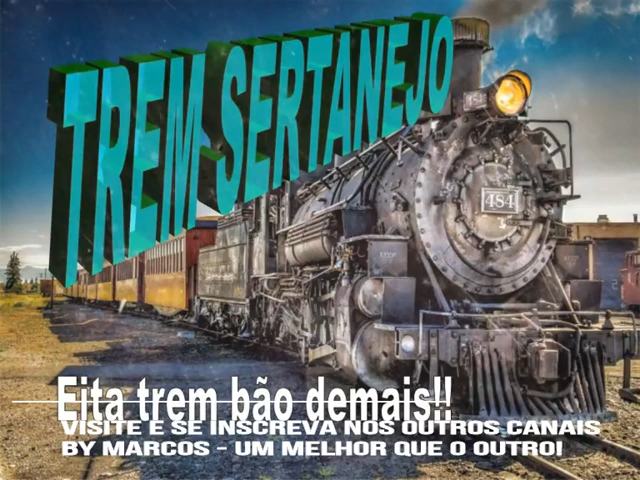 TREM SERTANEJO
484
Eita trem bão demais!!
VISITE E SE INSCREVA NOS OUTROS CANAIS
BY MARCOS - UM MELHOR QUE O OUTRO!